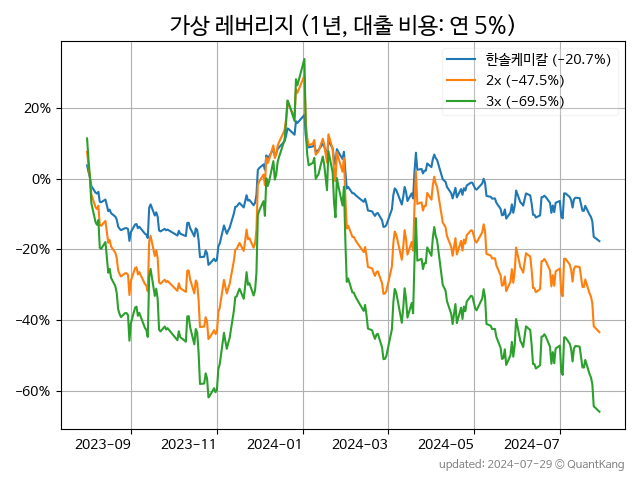 가상 레버리지 (1년, 대출 비용: 연 5%)
한솔케미칼 (−20.7%)
2x (−47.5%)
3x (−69.5%)
20%
0%
−20%
−40%
−60%
2023-09 2023-11 2024-01 2024-03 2024-05 2024-07
updated: 2024-07-29 © QuantKang